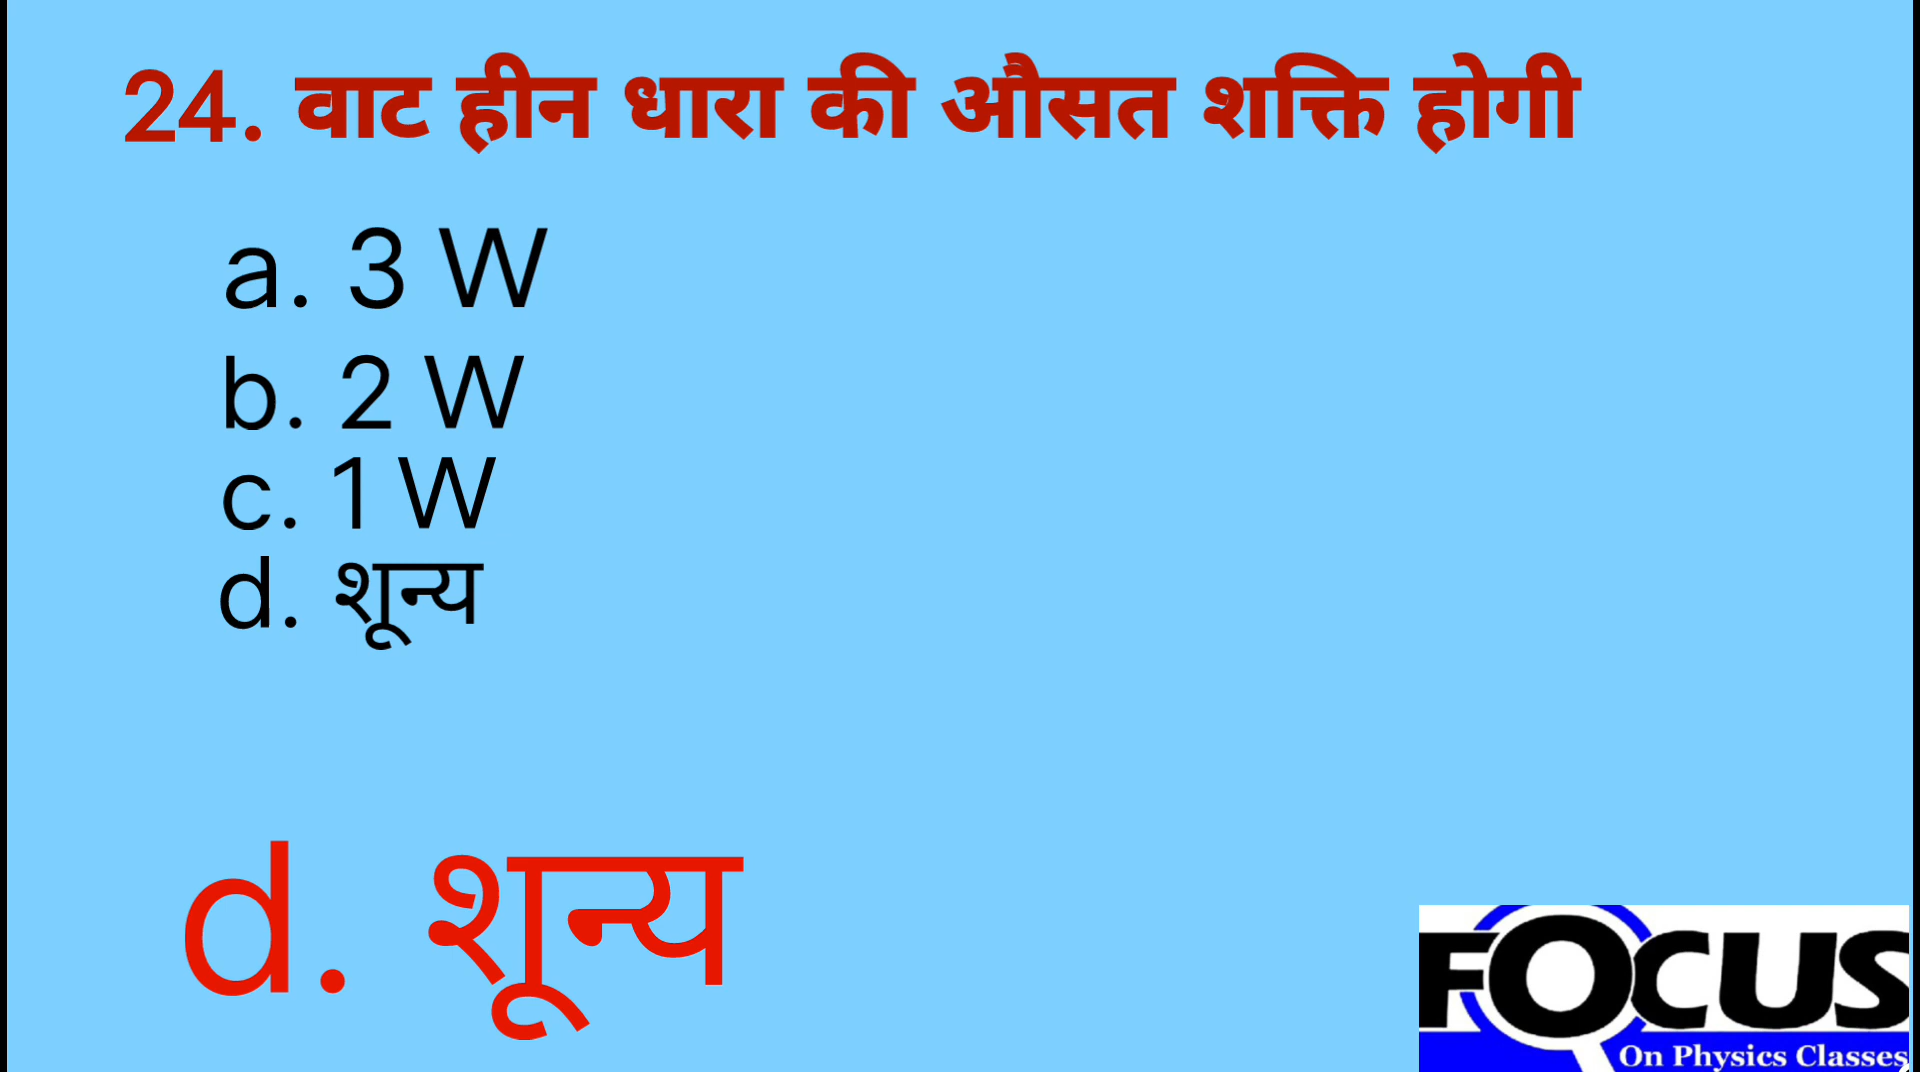 24. वाट हीन धारा की औसत शक्ति होगी
a. 3 W
b. 2 W
c. 1 W
d. शून्य
d. शून्य
FOCUS
On Physics Classes